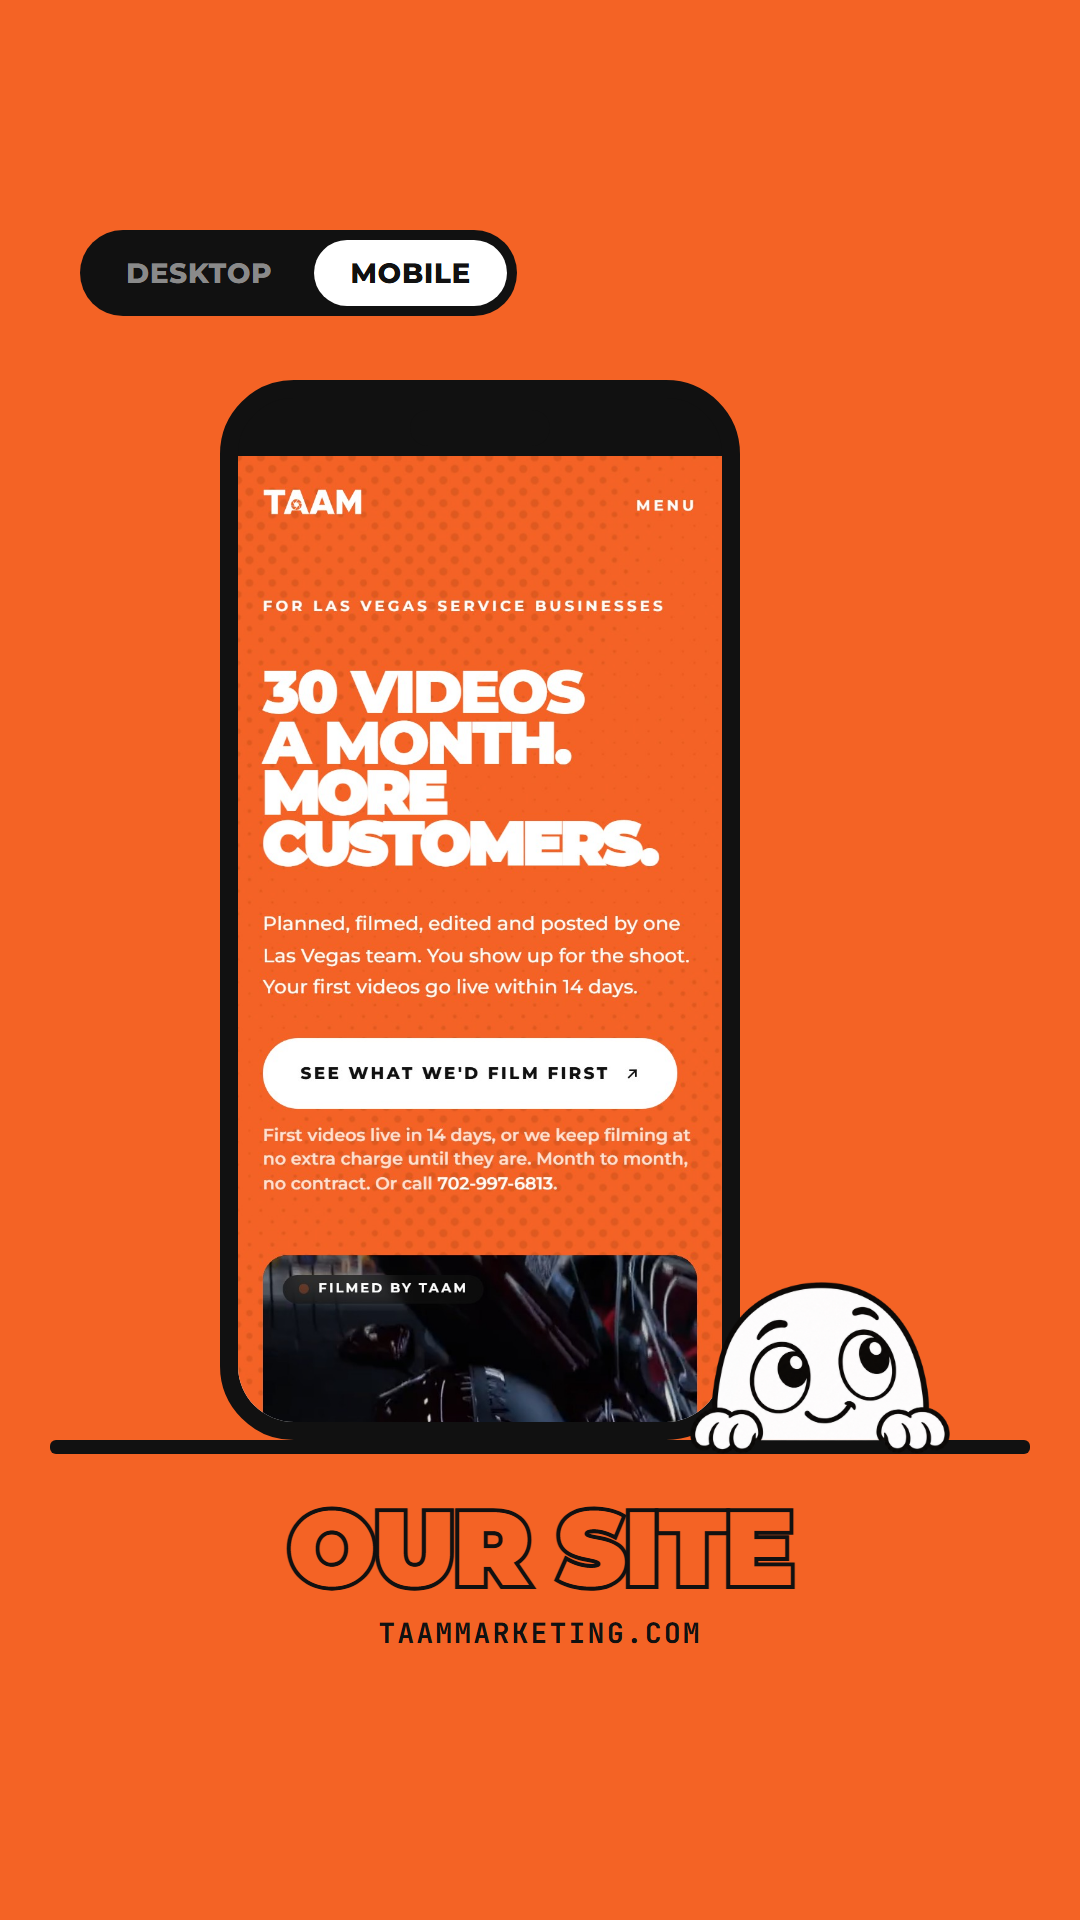 DESKTOP MOBILE
TAAM MENU
FOR LAS VEGAS SERVICE BUSINESSES
30 VIDEOS
A MONTH.
MORE
CUSTOMERS.
Planned, filmed, edited and posted by one
Las Vegas team. You show up for the shoot.
Your first videos go live within 14 days.
SEE WHAT WE'D FILM FIRST
First videos live in 14 days, or we keep filming at
no extra charge until they are. Month to month,
no contract. Or call 702-997-6813.
FILMED BY TAAM
OUR SITE
TAAMMARKETING.COM